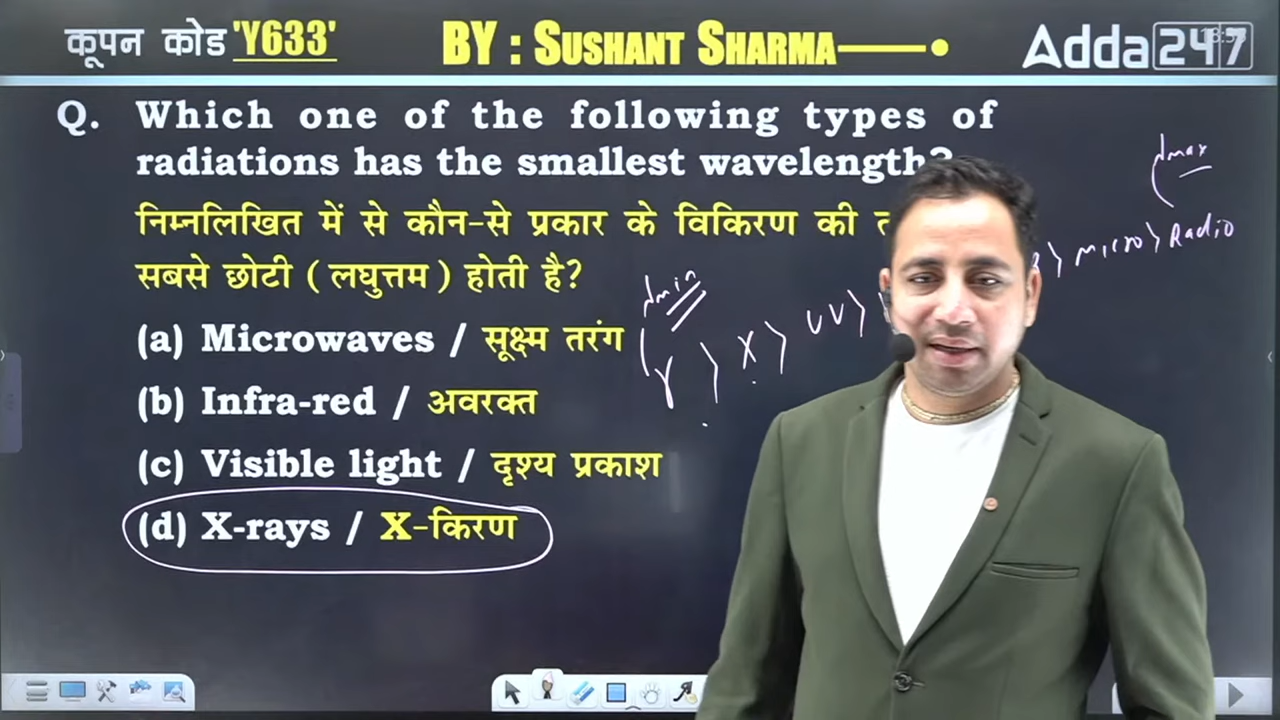 कूपन कोड 'Y633'
BY : SUSHANT SHARMA
Adda247
Q. Which one of the following types of
radiations has the smallest wavelength?
निम्नलिखित में से कौन-से प्रकार के विकिरण की
सबसे छोटी (लघुत्तम) होती है?
(a) Microwaves / सूक्ष्म तरंग
(b) Infra-red / अवरक्त
(c) Visible light / दृश्य प्रकाश
(d) X-rays / X-किरण
λmin
γ > X > UV >
> micro > Radio
λmax